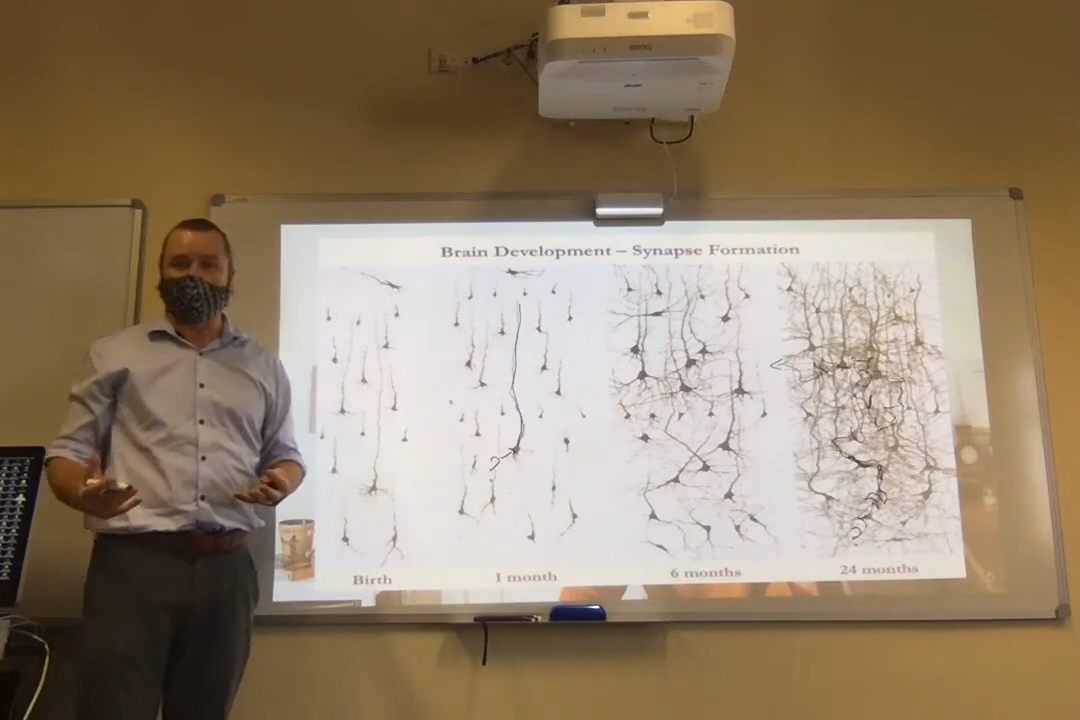 Brain Development – Synapse Formation
Birth
1 month
6 months
24 months